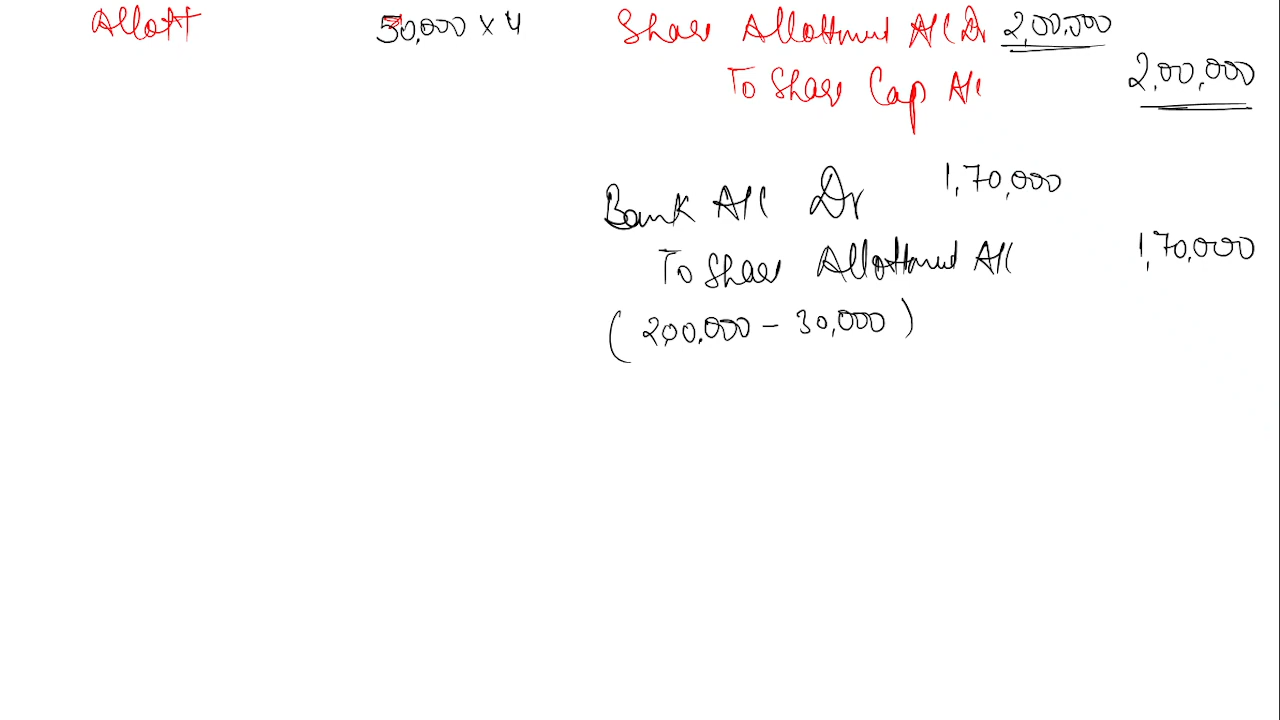 Allott 50,000 x 4 Share Allotment A/C Dr 2,00,000
To Share Cap A/C 2,00,000
Bank A/C Dr 1,70,000
To Share Allotment A/C 1,70,000
( 200,000 - 30,000 )